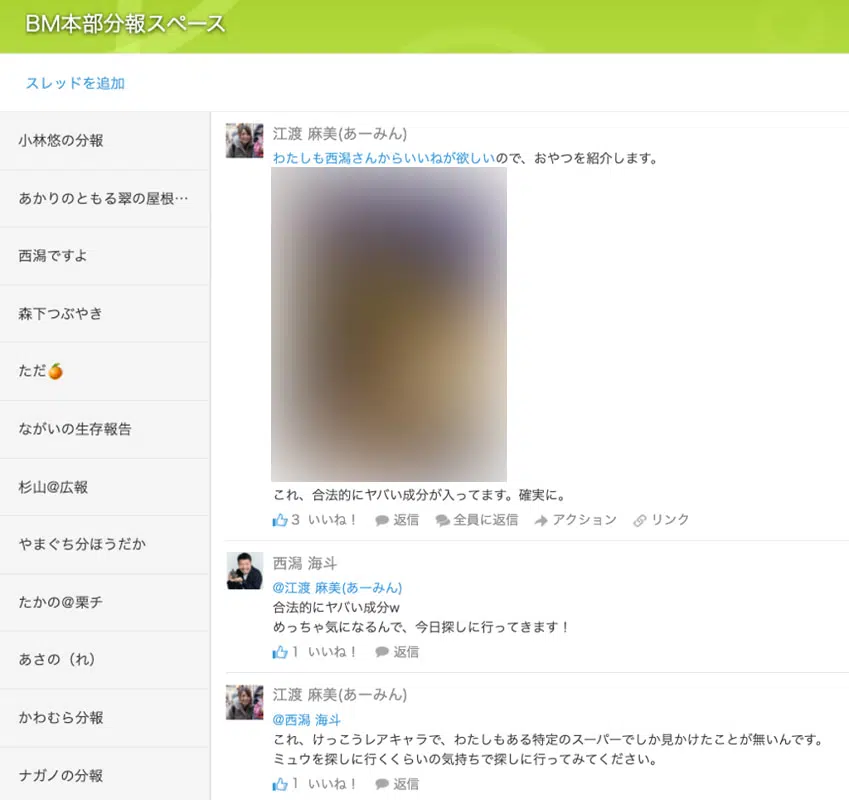 BM本部分報スペース
スレッドを追加
小林悠の分報
あかりのともる翠の屋根…
西潟ですよ
森下つぶやき
ただ🍊
ながいの生存報告
杉山@広報
やまぐち分ほうだか
たかの＠栗チ
あさの（れ）
かわむら分報
ナガノの分報
江渡 麻美(あーみん)
わたしも西潟さんからいいねが欲しいので、おやつを紹介します。
これ、合法的にヤバい成分が入ってます。確実に。
3 いいね！ 返信 全員に返信 アクション リンク
西潟 海斗
@江渡 麻美(あーみん)
合法的にヤバい成分w
めっちゃ気になるんで、今日探しに行ってきます！
1 いいね！ 返信
江渡 麻美(あーみん)
@西潟 海斗
これ、けっこうレアキャラで、わたしもある特定のスーパーでしか見かけたことが無いんです。
ミュウを探しに行くくらいの気持ちで探しに行ってみてください。
1 いいね！ 返信